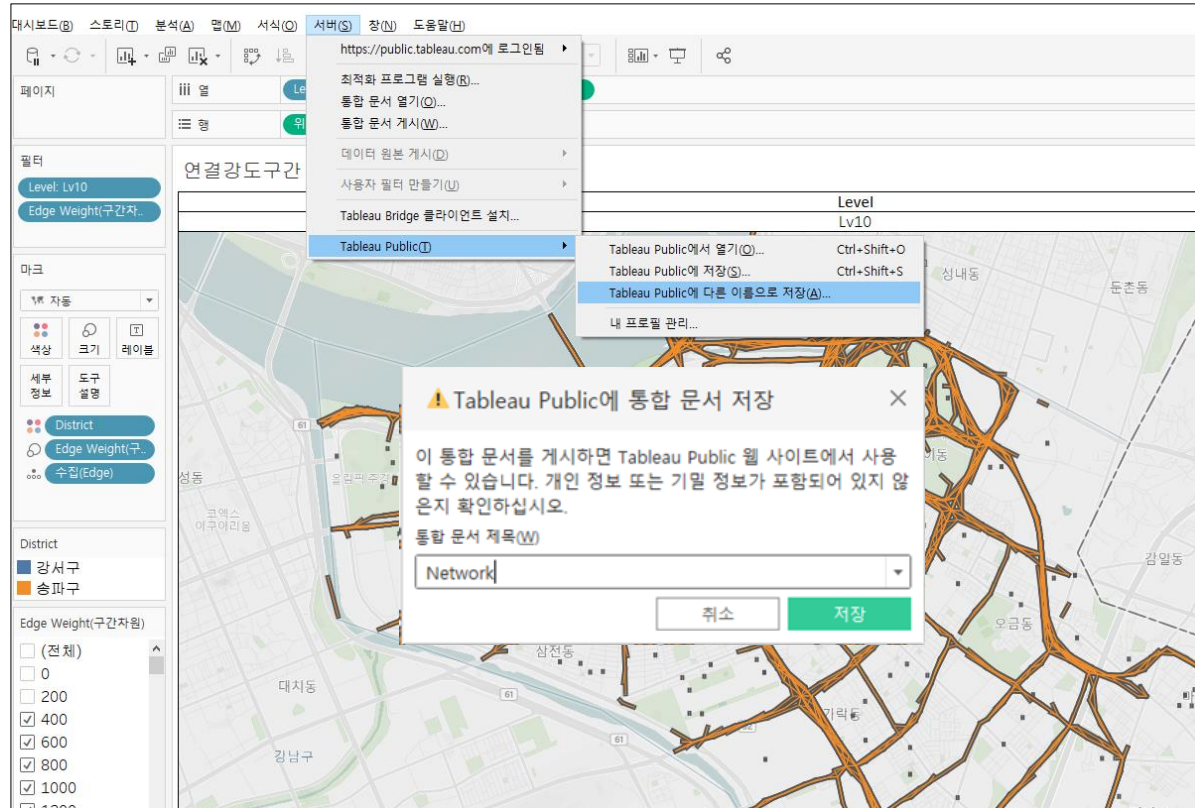 대시보드(B) 스토리(T) 분석(A) 맵(M) 서식(O) 서버(S) 창(N) 도움말(H)
https://public.tableau.com에 로그인됨
최적화 프로그램 실행(R)...
통합 문서 열기(O)...
통합 문서 게시(W)...
데이터 원본 게시(D)
사용자 필터 만들기(U)
Tableau Bridge 클라이언트 설치...
Tableau Public(T)
Tableau Public에서 열기(O)... Ctrl+Shift+O
Tableau Public에 저장(S)... Ctrl+Shift+S
Tableau Public에 다른 이름으로 저장(A)...
내 프로필 관리...
페이지
iii 열
Le
행
위
필터
Level: Lv10
Edge Weight(구간차..
연결강도구간
Level
Lv10
마크
자동
색상 크기 레이블
세부 정보
도구 설명
District
Edge Weight(구..
수집(Edge)
District
강서구
송파구
Edge Weight(구간차원)
(전체)
0
200
400
600
800
1000
Tableau Public에 통합 문서 저장
이 통합 문서를 게시하면 Tableau Public 웹 사이트에서 사용
할 수 있습니다. 개인 정보 또는 기밀 정보가 포함되어 있지 않
은지 확인하십시오.
통합 문서 제목(W)
Network
취소 저장
성내동
둔촌동
61
성동
코엑스
아쿠아리움
이동
감일동
오금동
삼전동
대치동
61
가락동
61
강남구